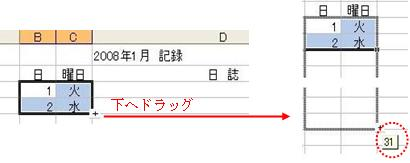 B C D
2008年1月 記録
日 曜日 日 誌
1 火
2 水
下へドラッグ
日 曜日
1 火
2 水
31